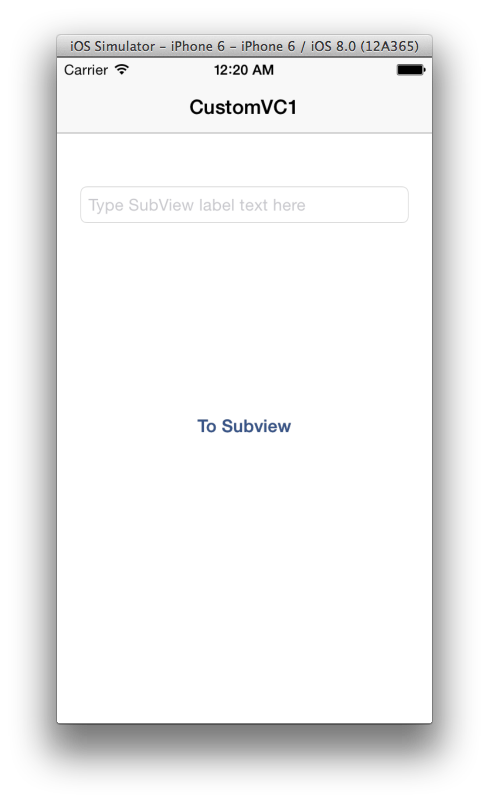 iOS Simulator – iPhone 6 – iPhone 6 / iOS 8.0 (12A365)
Carrier 12:20 AM
CustomVC1
Type SubView label text here
To Subview